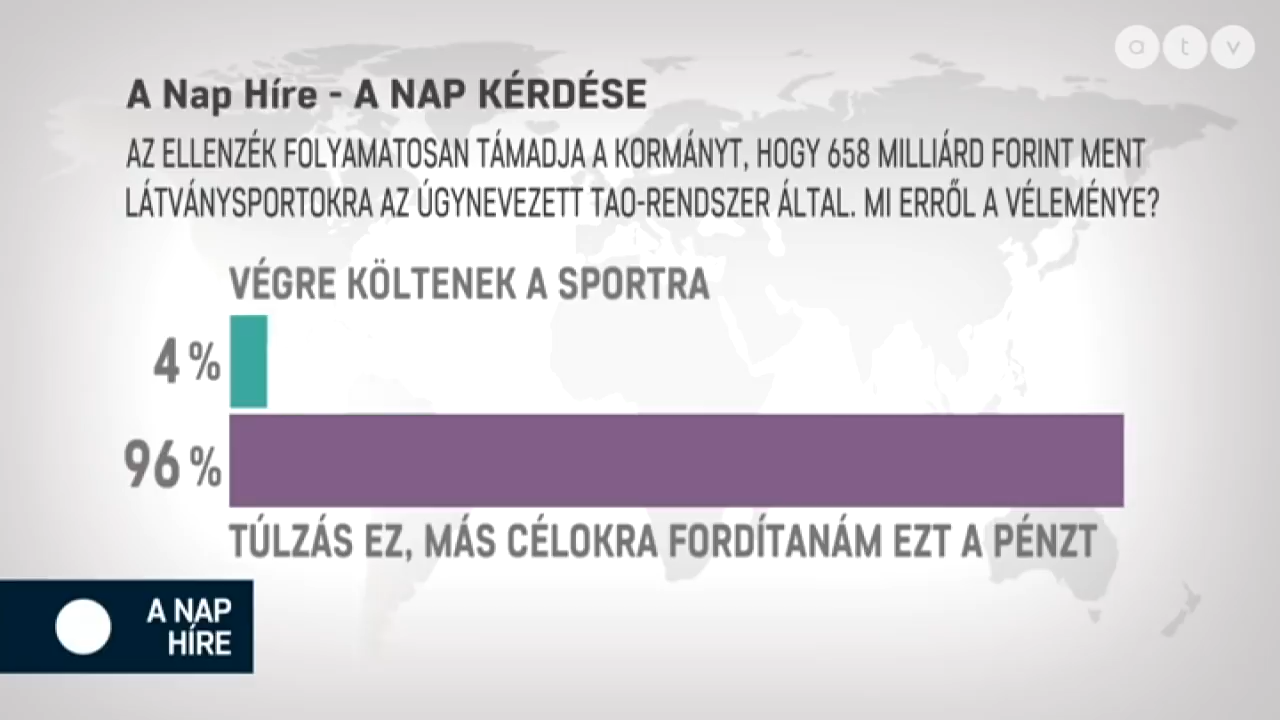 atv
A Nap Híre - A NAP KÉRDÉSE
AZ ELLENZÉK FOLYAMATOSAN TÁMADJA A KORMÁNYT, HOGY 658 MILLIÁRD FORINT MENT
LÁTVÁNYSPORTOKRA AZ ÚGYNEVEZETT TAO-RENDSZER ÁLTAL. MI ERRŐL A VÉLEMÉNYE?
VÉGRE KÖLTENEK A SPORTRA
4 %
96 %
TÚLZÁS EZ, MÁS CÉLOKRA FORDÍTANÁM EZT A PÉNZT
A NAP
HÍRE